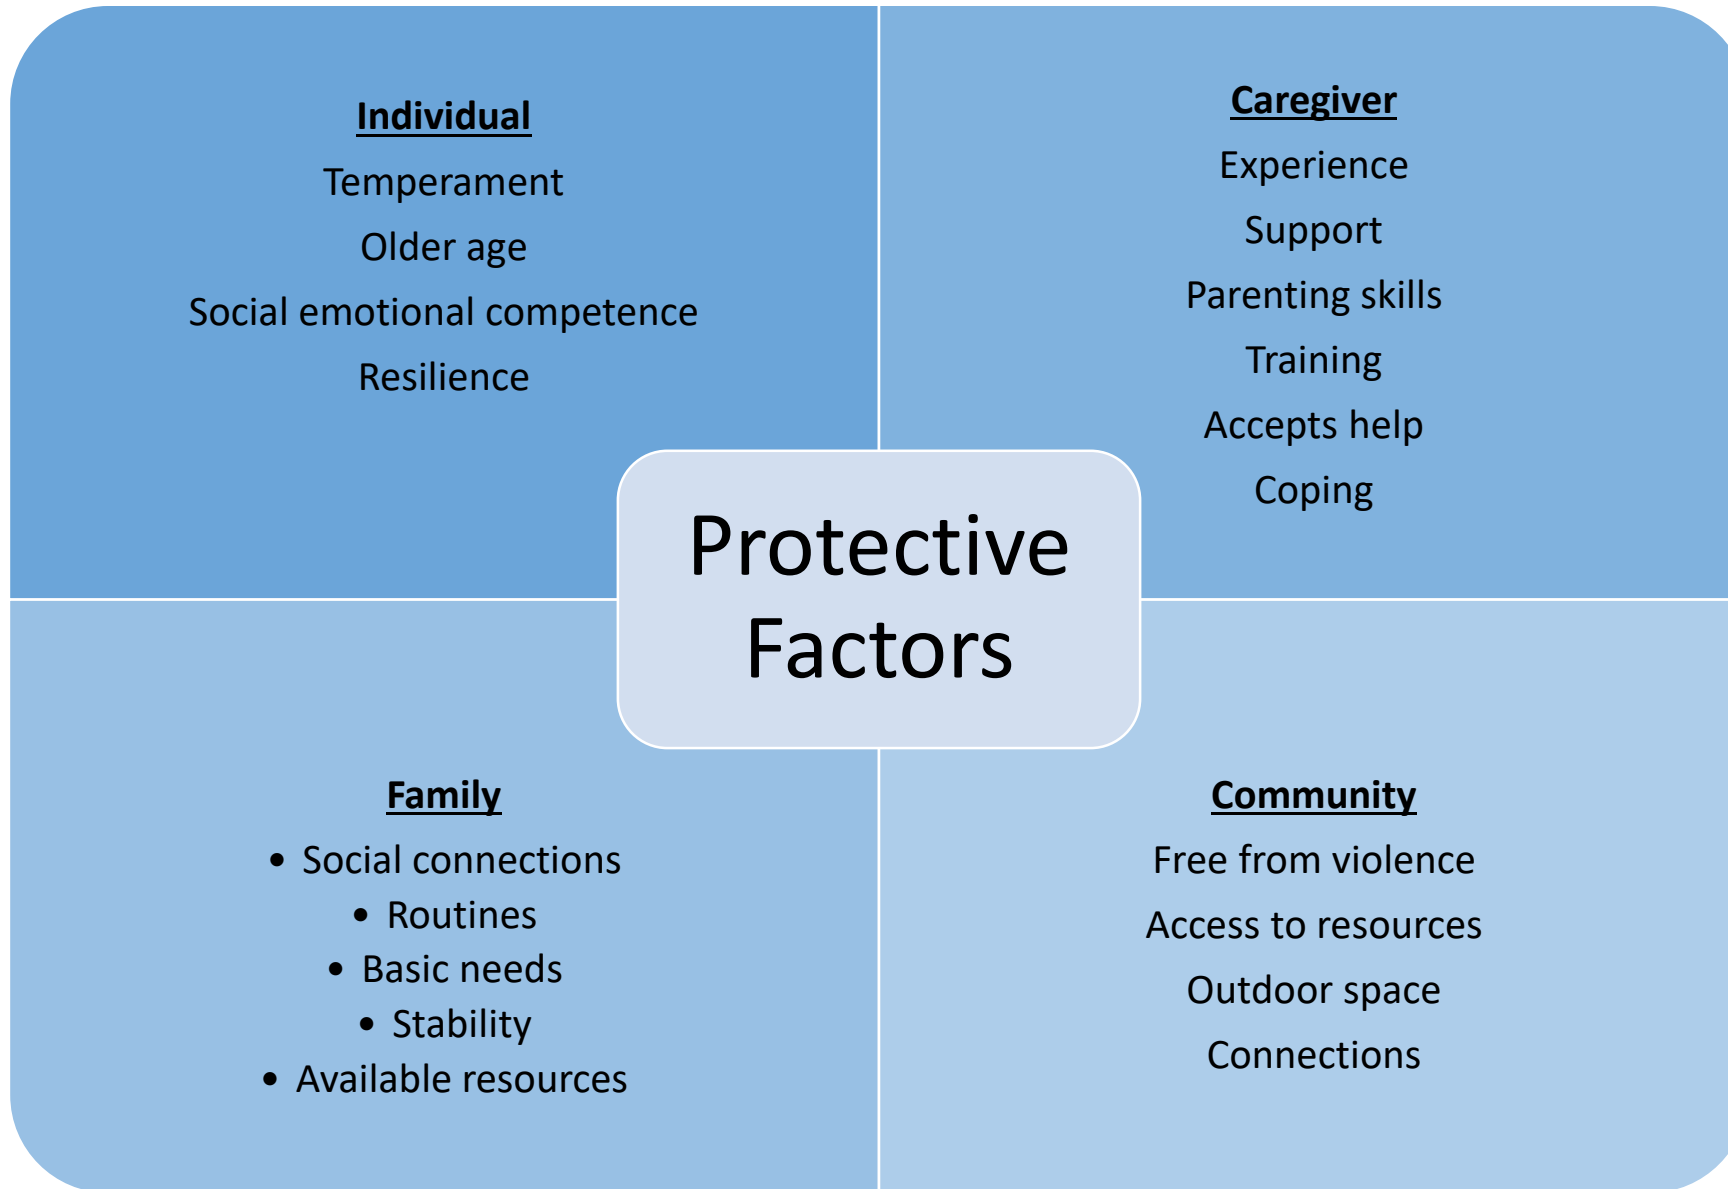 Individual
Temperament
Older age
Social emotional competence
Resilience
Caregiver
Experience
Support
Parenting skills
Training
Accepts help
Coping
Protective
Factors
Family
• Social connections
• Routines
• Basic needs
• Stability
• Available resources
Community
Free from violence
Access to resources
Outdoor space
Connections